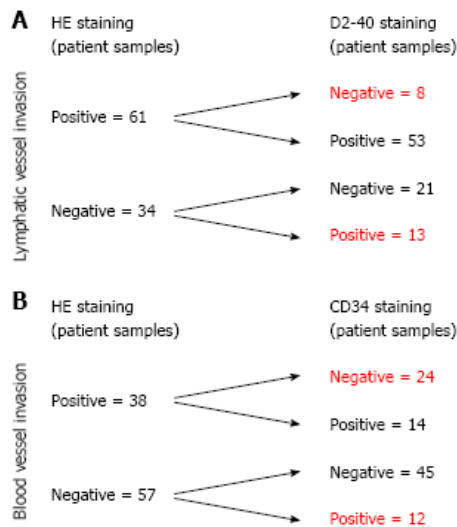 A
HE staining
(patient samples)
D2-40 staining
(patient samples)
Lymphatic vessel invasion
Positive = 61
Negative = 8
Positive = 53
Negative = 34
Negative = 21
Positive = 13
B
HE staining
(patient samples)
CD34 staining
(patient samples)
Blood vessel invasion
Positive = 38
Negative = 24
Positive = 14
Negative = 57
Negative = 45
Positive = 12